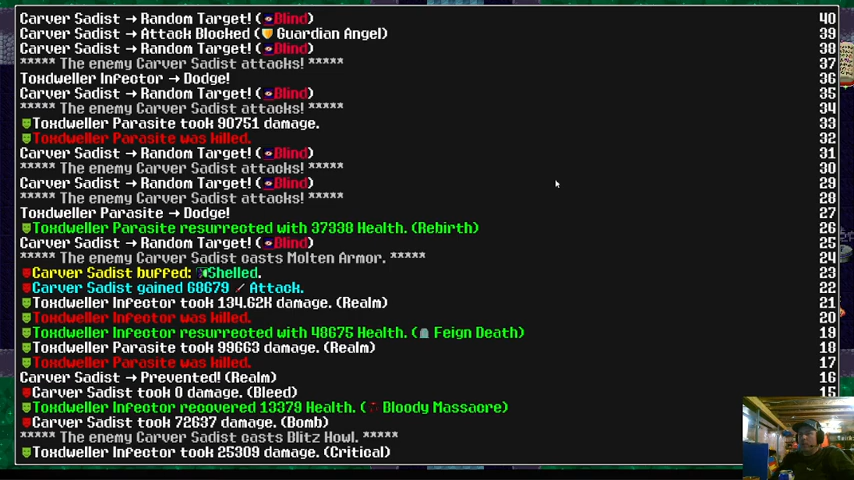 Carver Sadist → Random Target! (Blind) 40
Carver Sadist → Attack Blocked (Guardian Angel) 39
Carver Sadist → Random Target! (Blind) 38
***** The enemy Carver Sadist attacks! ***** 37
Toxdweller Infector → Dodge! 36
Carver Sadist → Random Target! (Blind) 35
***** The enemy Carver Sadist attacks! ***** 34
Toxdweller Parasite took 90751 damage. 33
Toxdweller Parasite was killed. 32
Carver Sadist → Random Target! (Blind) 31
***** The enemy Carver Sadist attacks! ***** 30
Carver Sadist → Random Target! (Blind) 29
***** The enemy Carver Sadist attacks! ***** 28
Toxdweller Parasite → Dodge! 27
Toxdweller Parasite resurrected with 37338 Health. (Rebirth) 26
Carver Sadist → Random Target! (Blind) 25
***** The enemy Carver Sadist casts Molten Armor. ***** 24
Carver Sadist buffed: Shelled. 23
Carver Sadist gained 68679 Attack. 22
Toxdweller Infector took 134.62K damage. (Realm) 21
Toxdweller Infector was killed. 20
Toxdweller Infector resurrected with 48675 Health. (Feign Death) 19
Toxdweller Parasite took 99663 damage. (Realm) 18
Toxdweller Parasite was killed. 17
Carver Sadist → Prevented! (Realm) 16
Carver Sadist took 0 damage. (Bleed) 15
Toxdweller Infector recovered 13379 Health. (Bloody Massacre)
Carver Sadist took 72637 damage. (Bomb)
***** The enemy Carver Sadist casts Blitz Howl. *****
Toxdweller Infector took 25309 damage. (Critical)